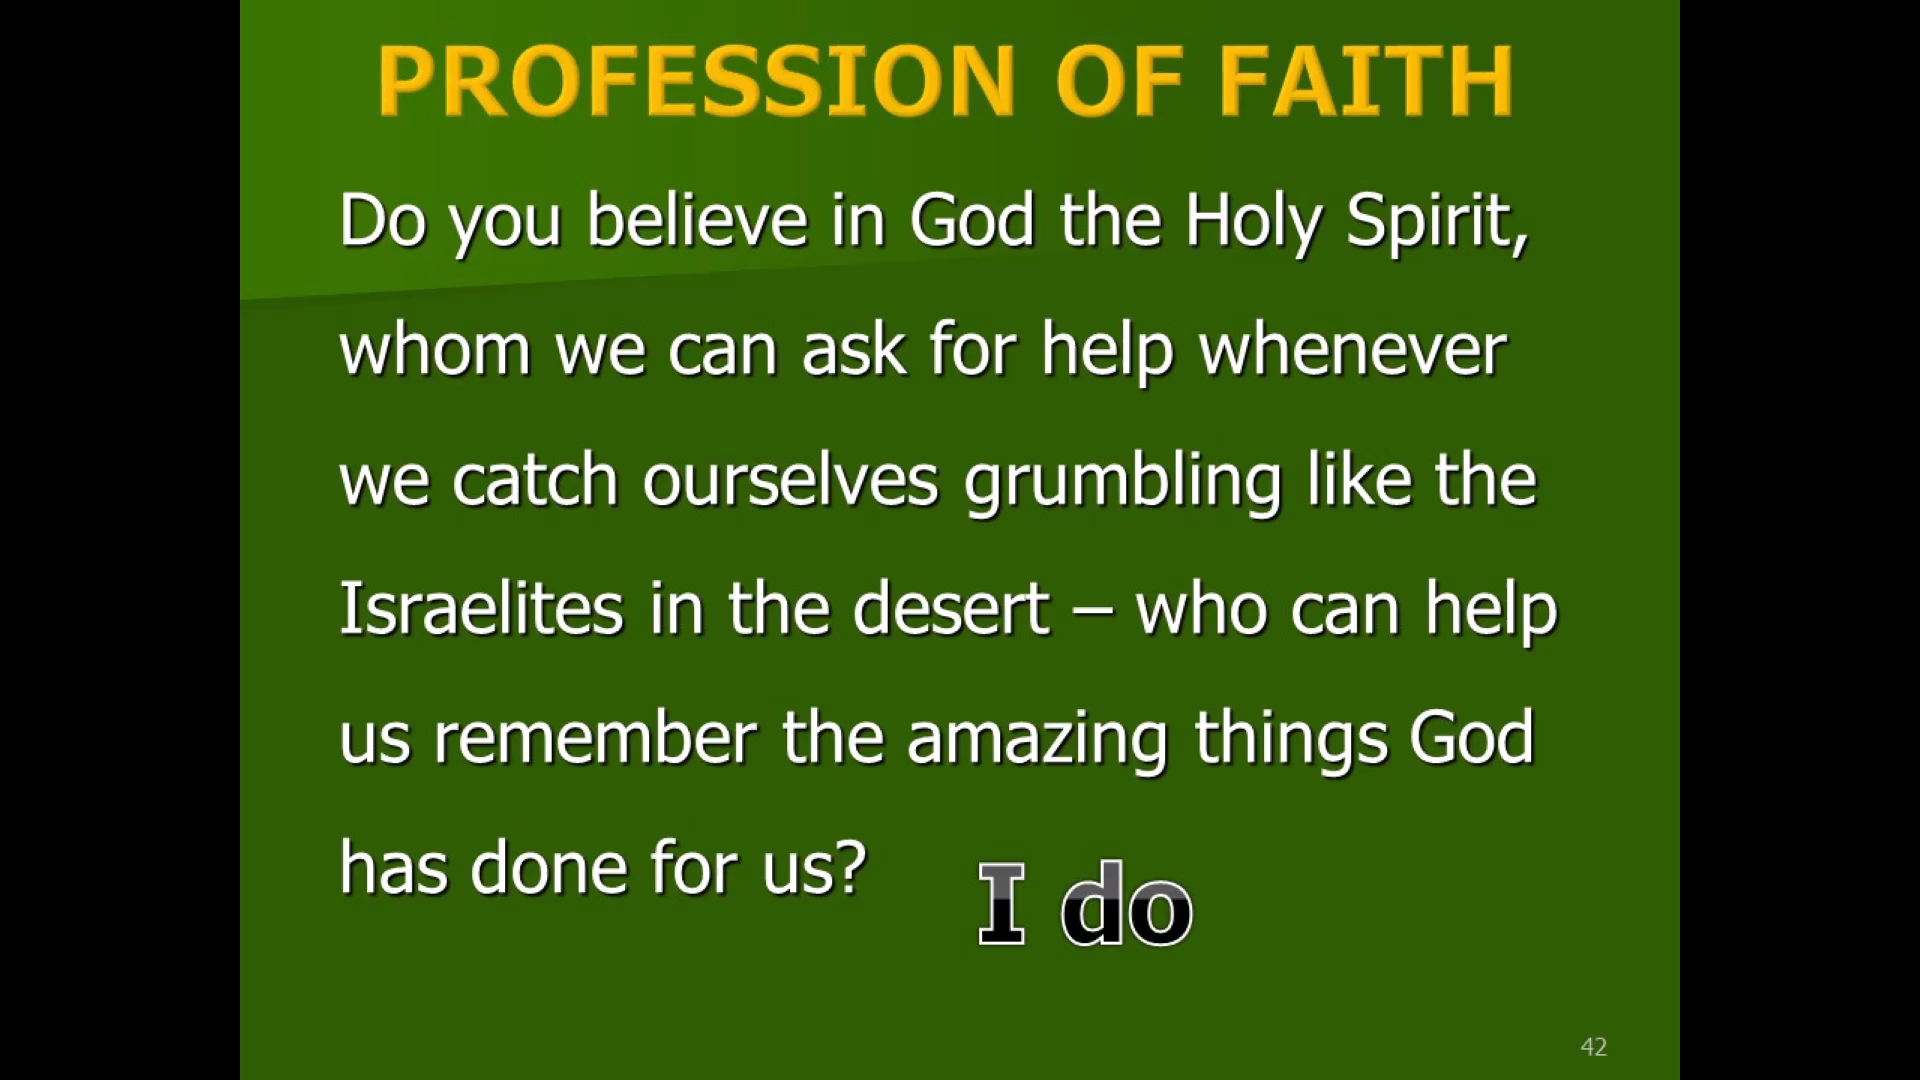 PROFESSION OF FAITH
Do you believe in God the Holy Spirit,
whom we can ask for help whenever
we catch ourselves grumbling like the
Israelites in the desert – who can help
us remember the amazing things God
has done for us?
I do
42